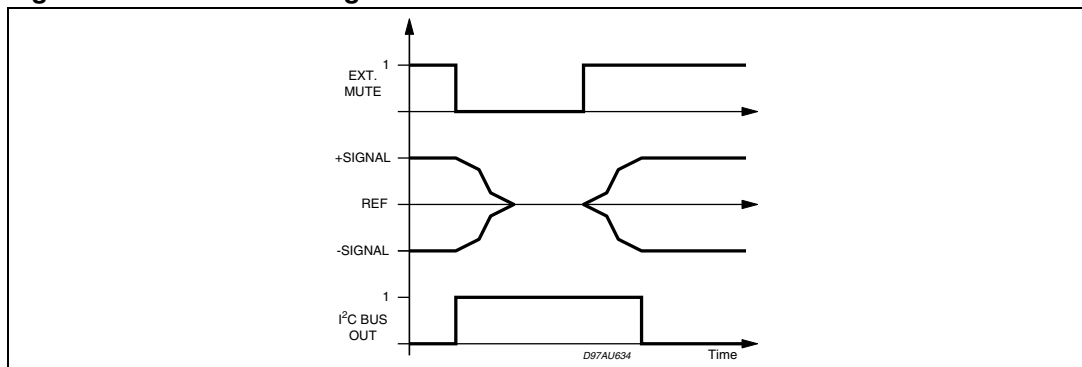 1
EXT.
MUTE
+SIGNAL
REF
-SIGNAL
1
I²C BUS
OUT
D97AU634
Time